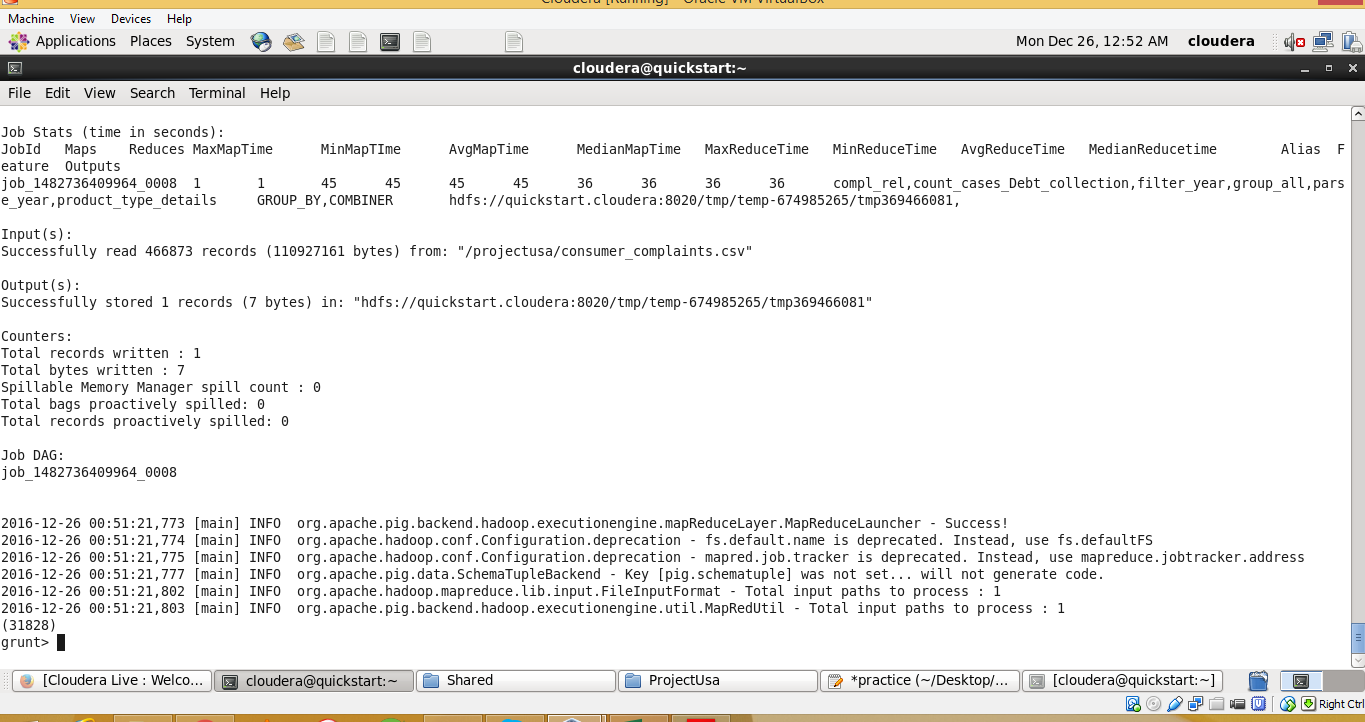 Cloudera [Running] - Oracle VM VirtualBox
Machine View Devices Help
Applications Places System Mon Dec 26, 12:52 AM cloudera
cloudera@quickstart:~
File Edit View Search Terminal Help
Job Stats (time in seconds):
JobId Maps Reduces MaxMapTime MinMapTIme AvgMapTime MedianMapTime MaxReduceTime MinReduceTime AvgReduceTime MedianReducetime Alias F
eature Outputs
job_1482736409964_0008 1 1 45 45 45 45 36 36 36 36 compl_rel,count_cases_Debt_collection,filter_year,group_all,pars
e_year,product_type_details GROUP_BY,COMBINER hdfs://quickstart.cloudera:8020/tmp/temp-674985265/tmp369466081,
Input(s):
Successfully read 466873 records (110927161 bytes) from: "/projectusa/consumer_complaints.csv"
Output(s):
Successfully stored 1 records (7 bytes) in: "hdfs://quickstart.cloudera:8020/tmp/temp-674985265/tmp369466081"
Counters:
Total records written : 1
Total bytes written : 7
Spillable Memory Manager spill count : 0
Total bags proactively spilled: 0
Total records proactively spilled: 0
Job DAG:
job_1482736409964_0008
2016-12-26 00:51:21,773 [main] INFO org.apache.pig.backend.hadoop.executionengine.mapReduceLayer.MapReduceLauncher - Success!
2016-12-26 00:51:21,774 [main] INFO org.apache.hadoop.conf.Configuration.deprecation - fs.default.name is deprecated. Instead, use fs.defaultFS
2016-12-26 00:51:21,775 [main] INFO org.apache.hadoop.conf.Configuration.deprecation - mapred.job.tracker is deprecated. Instead, use mapreduce.jobtracker.address
2016-12-26 00:51:21,777 [main] INFO org.apache.pig.data.SchemaTupleBackend - Key [pig.schematuple] was not set... will not generate code.
2016-12-26 00:51:21,802 [main] INFO org.apache.hadoop.mapreduce.lib.input.FileInputFormat - Total input paths to process : 1
2016-12-26 00:51:21,803 [main] INFO org.apache.pig.backend.hadoop.executionengine.util.MapRedUtil - Total input paths to process : 1
(31828)
grunt>
[Cloudera Live : Welco... cloudera@quickstart:~ Shared ProjectUsa *practice (~/Desktop/... [cloudera@quickstart:~]
Right Ctrl